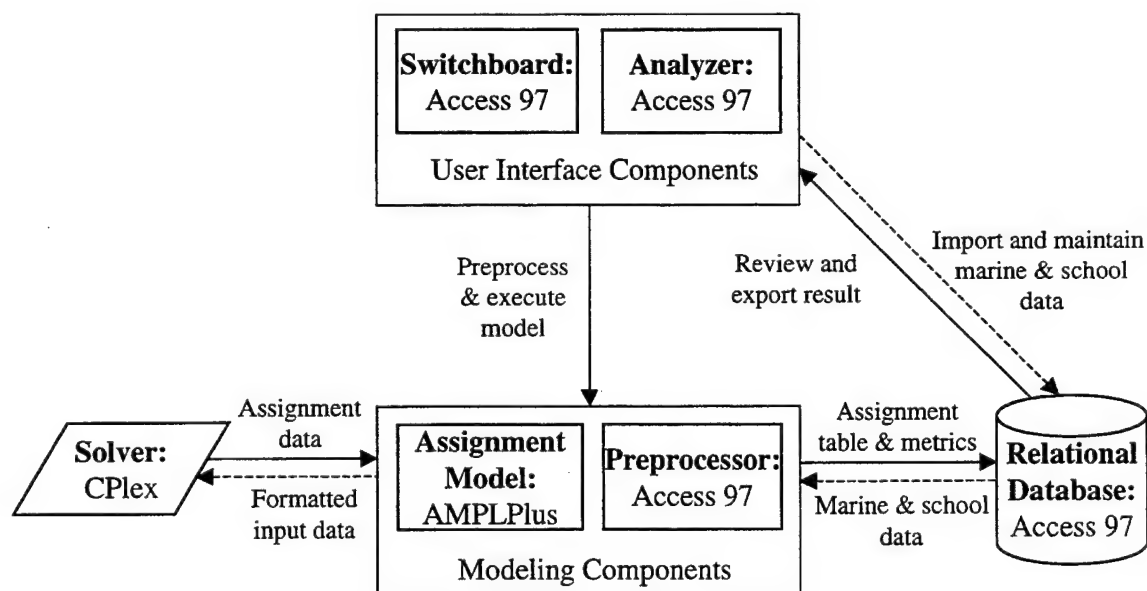 Switchboard:
Access 97
Analyzer:
Access 97
User Interface Components
Preprocess
& execute
model
Review and
export result
Import and maintain
marine & school
data
Solver:
CPlex
Assignment
data
Formatted
input data
Assignment
Model:
AMPLPlus
Preprocessor:
Access 97
Modeling Components
Assignment
table & metrics
Marine & school
data
Relational
Database:
Access 97